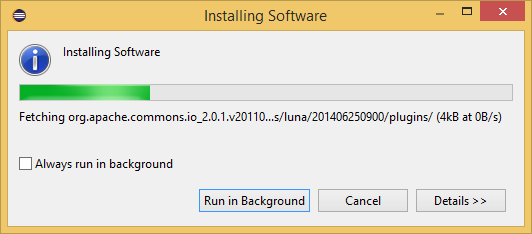 Installing Software
Installing Software
Fetching org.apache.commons.io_2.0.1.v20110...s/luna/201406250900/plugins/ (4kB at 0B/s)
Always run in background
Run in Background
Cancel
Details >>